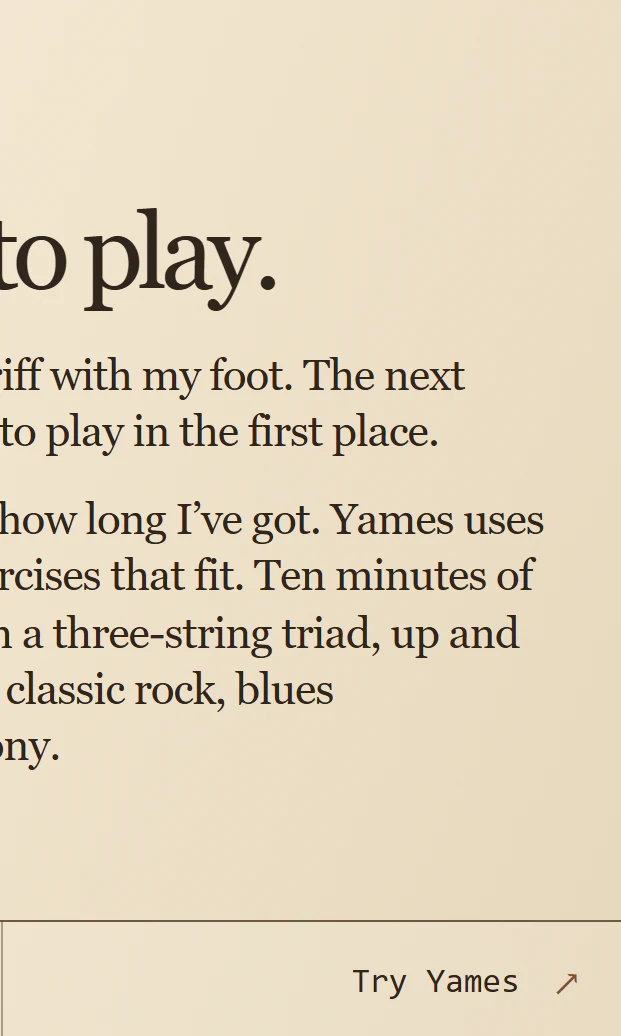 to play.
riff with my foot. The next
to play in the first place.
how long I’ve got. Yames uses
rcises that fit. Ten minutes of
a three-string triad, up and
classic rock, blues
ony.
Try Yames ↗